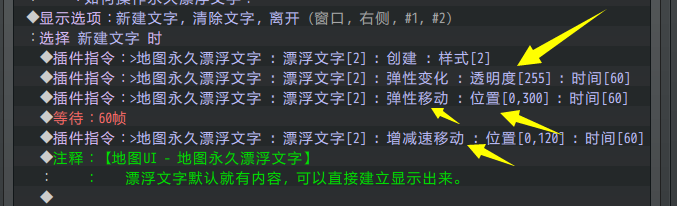 ◆显示选项：新建文字, 清除文字, 离开 (窗口, 右侧, #1, #2)
：选择 新建文字 时
◆插件指令：>地图永久漂浮文字 : 漂浮文字[2] : 创建 : 样式[2]
◆插件指令：>地图永久漂浮文字 : 漂浮文字[2] : 弹性变化 : 透明度[255] : 时间[60]
◆插件指令：>地图永久漂浮文字 : 漂浮文字[2] : 弹性移动 : 位置[0,300] : 时间[60]
◆等待：60帧
◆插件指令：>地图永久漂浮文字 : 漂浮文字[2] : 增减速移动 : 位置[0,120] : 时间[60]
◆注释：【地图UI - 地图永久漂浮文字】
：　　：　　漂浮文字默认就有内容，可以直接建立显示出来。
◆